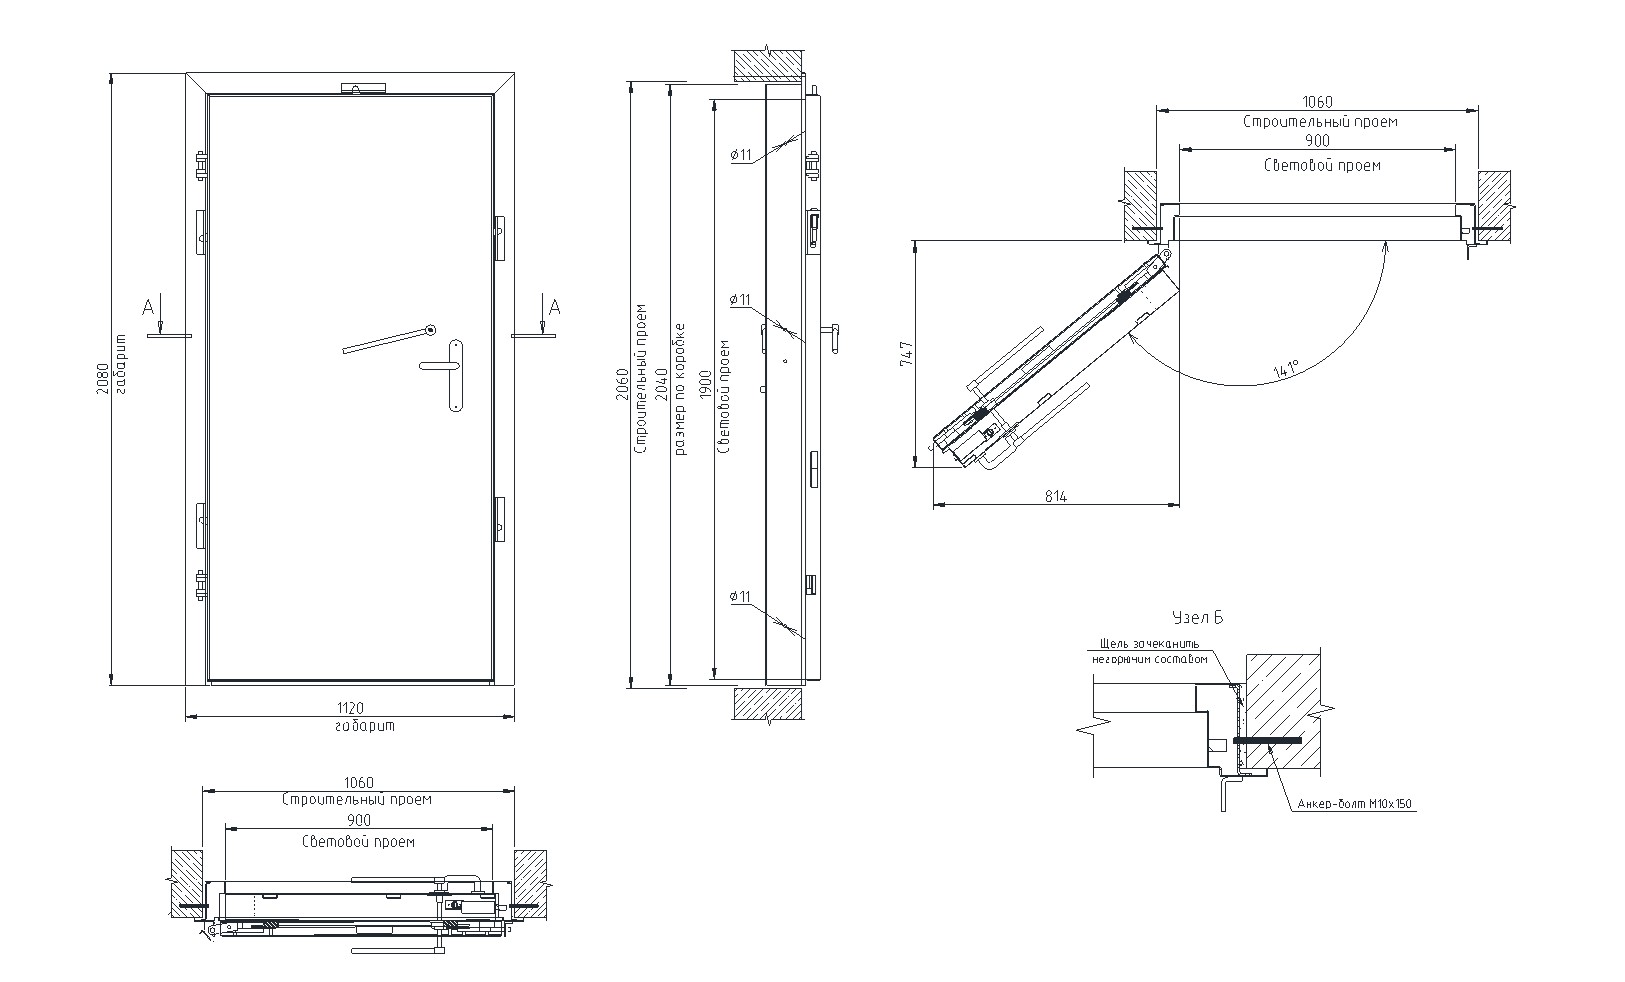 A
A
2080
габарит
1120
габарит
ø11
ø11
ø11
2060
Строительный проем
2040
размер по коробке
1900
Световой проем
1060
Строительный проем
900
Световой проем
747
814
141°
1060
Строительный проем
900
Световой проем
Узел Б
Щель зачеканить
негорючим составом
Анкер-болт М10х150